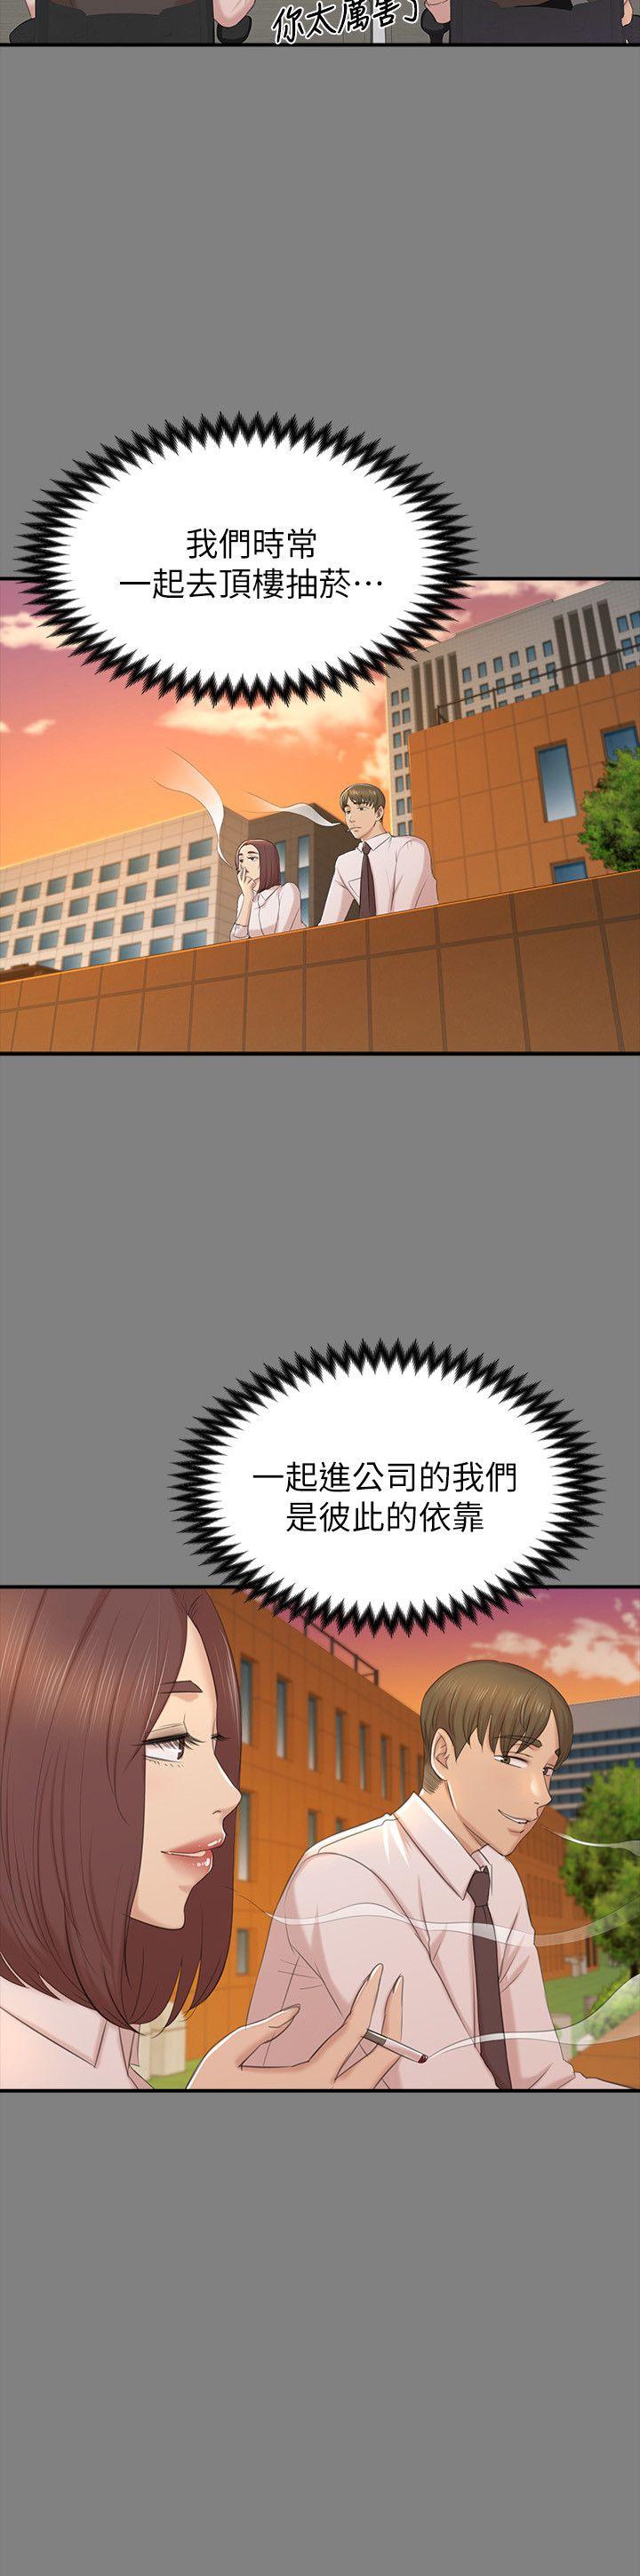 你太厲害了
我們時常
一起去頂樓抽菸…
一起進公司的我們
是彼此的依靠